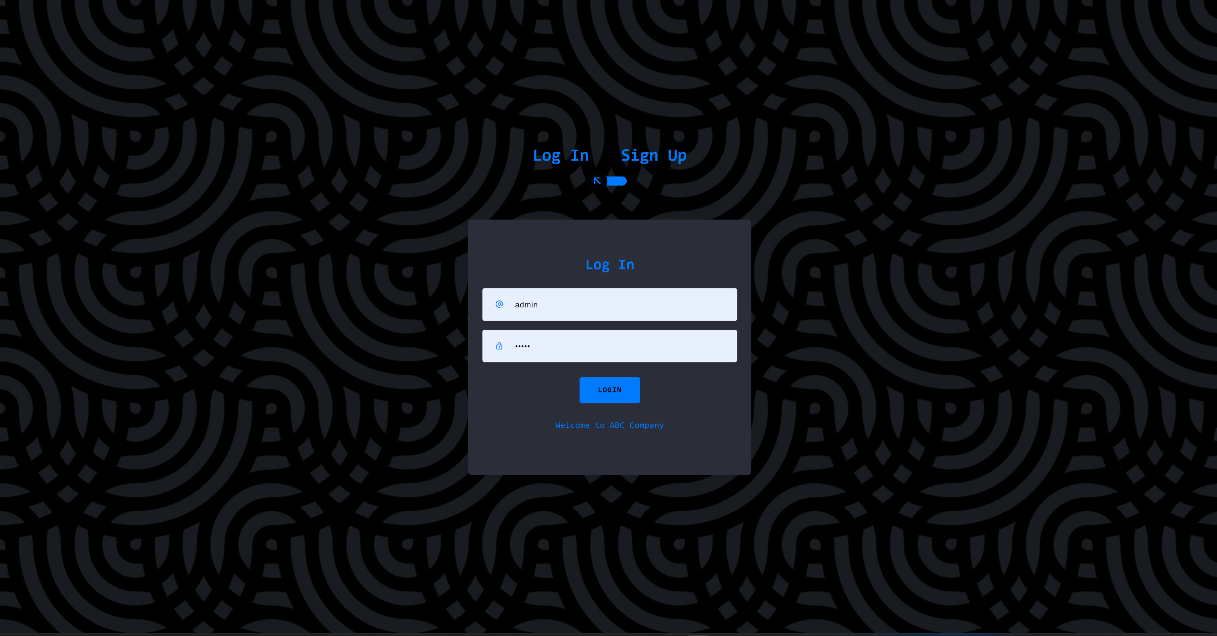 Log In Sign Up
Log In
admin
•••••
LOGIN
Welcome to ABC Company